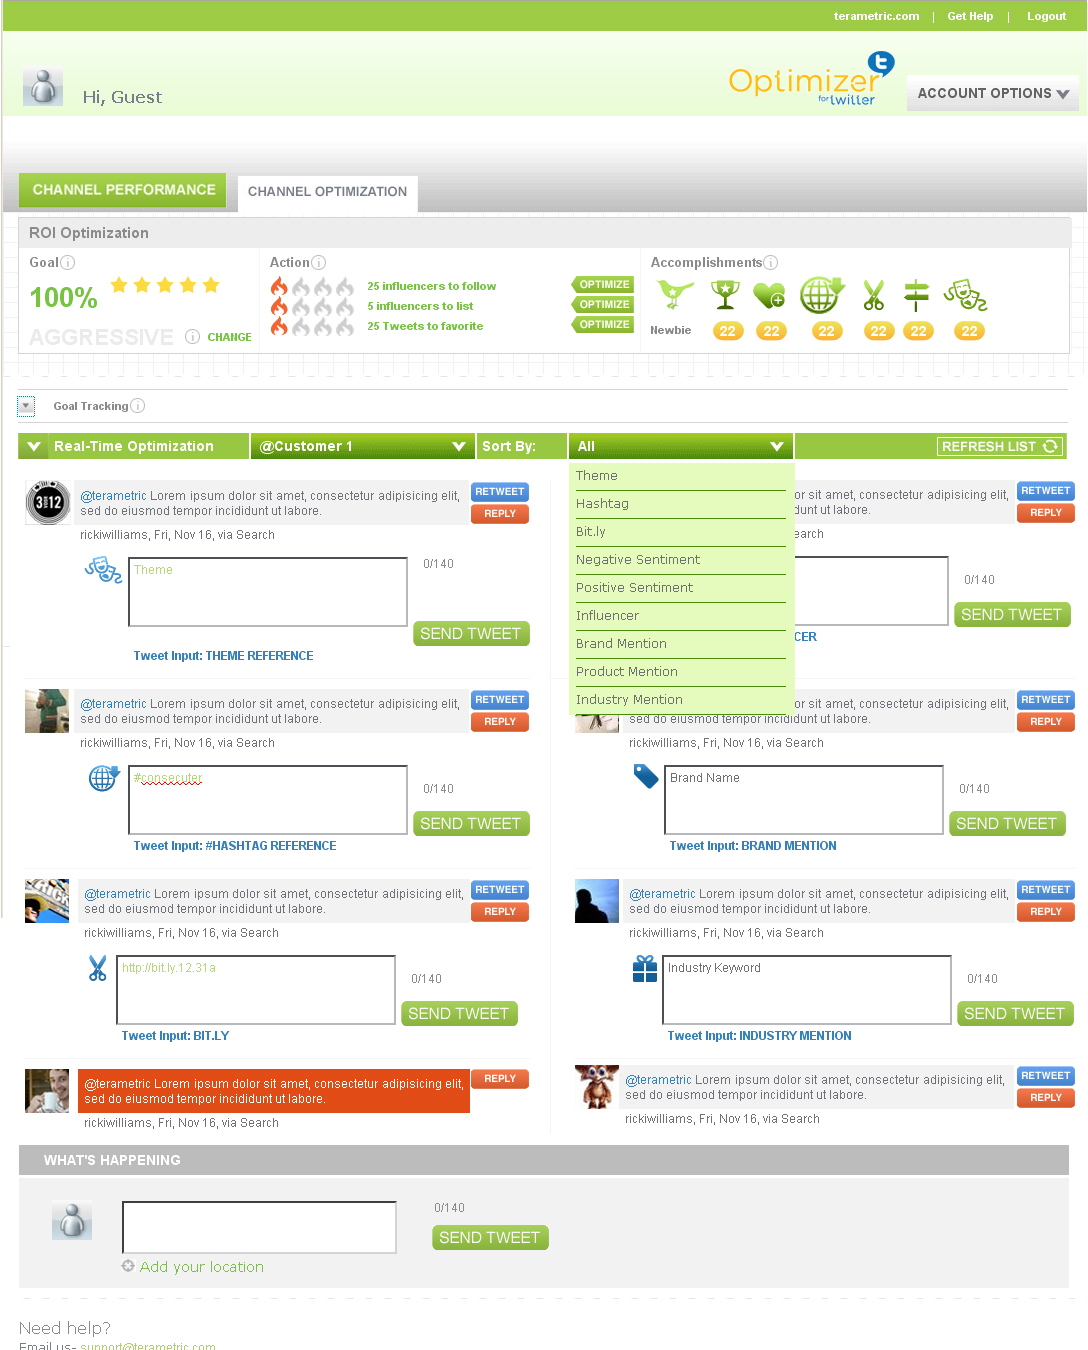 terametric.com | Get Help | Logout
Hi, Guest
Optimizer
for twitter
ACCOUNT OPTIONS
CHANNEL PERFORMANCE
CHANNEL OPTIMIZATION
ROI Optimization
Goal
100%
AGGRESSIVE
CHANGE
Action
25 influencers to follow OPTIMIZE
5 influencers to list OPTIMIZE
25 Tweets to favorite OPTIMIZE
Accomplishments
Newbie 22 22 22 22 22 22
Goal Tracking
Real-Time Optimization @Customer 1 Sort By: All REFRESH LIST
Theme
Hashtag
Bit.ly
Negative Sentiment
Positive Sentiment
Influencer
Brand Mention
Product Mention
Industry Mention
3 12
@terametric Lorem ipsum dolor sit amet, consectetur adipisicing elit,
sed do eiusmod tempor incididunt ut labore.
RETWEET
REPLY
rickiwilliams, Fri, Nov 16, via Search
Theme
0/140
SEND TWEET
Tweet Input: THEME REFERENCE
or sit amet, consectetur adipisicing elit,
didunt ut labore.
RETWEET
REPLY
earch
0/140
SEND TWEET
CER
@terametric Lorem ipsum dolor sit amet, consectetur adipisicing elit,
sed do eiusmod tempor incididunt ut labore.
RETWEET
REPLY
rickiwilliams, Fri, Nov 16, via Search
#consecuter
0/140
SEND TWEET
Tweet Input: #HASHTAG REFERENCE
or sit amet, consectetur adipisicing elit,
sed do eiusmod tempor incididunt ut labore.
RETWEET
REPLY
rickiwilliams, Fri, Nov 16, via Search
Brand Name
0/140
SEND TWEET
Tweet Input: BRAND MENTION
@terametric Lorem ipsum dolor sit amet, consectetur adipisicing elit,
sed do eiusmod tempor incididunt ut labore.
RETWEET
REPLY
rickiwilliams, Fri, Nov 16, via Search
http://bit.ly.12.31a
0/140
SEND TWEET
Tweet Input: BIT.LY
@terametric Lorem ipsum dolor sit amet, consectetur adipisicing elit,
sed do eiusmod tempor incididunt ut labore.
RETWEET
REPLY
rickiwilliams, Fri, Nov 16, via Search
Industry Keyword
0/140
SEND TWEET
Tweet Input: INDUSTRY MENTION
@terametric Lorem ipsum dolor sit amet, consectetur adipisicing elit,
sed do eiusmod tempor incididunt ut labore.
REPLY
rickiwilliams, Fri, Nov 16, via Search
@terametric Lorem ipsum dolor sit amet, consectetur adipisicing elit,
sed do eiusmod tempor incididunt ut labore.
RETWEET
REPLY
rickiwilliams, Fri, Nov 16, via Search
WHAT'S HAPPENING
0/140
SEND TWEET
Add your location
Need help?
Email us- support@terametric.com